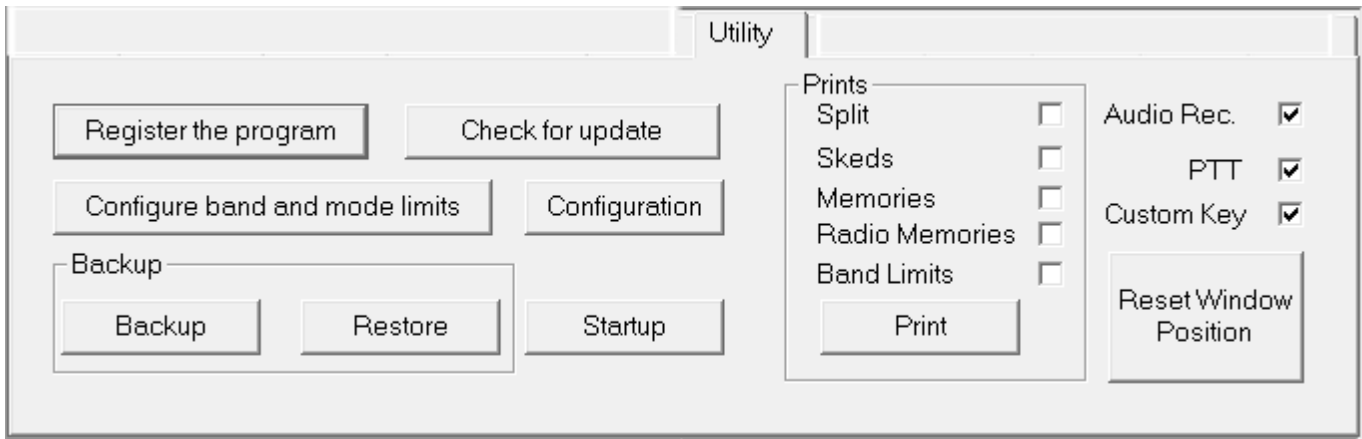 Utility
Register the program
Check for update
Configure band and mode limits
Configuration
Backup
Backup
Restore
Startup
Prints
Split
Skeds
Memories
Radio Memories
Band Limits
Print
Audio Rec.
PTT
Custom Key
Reset Window
Position